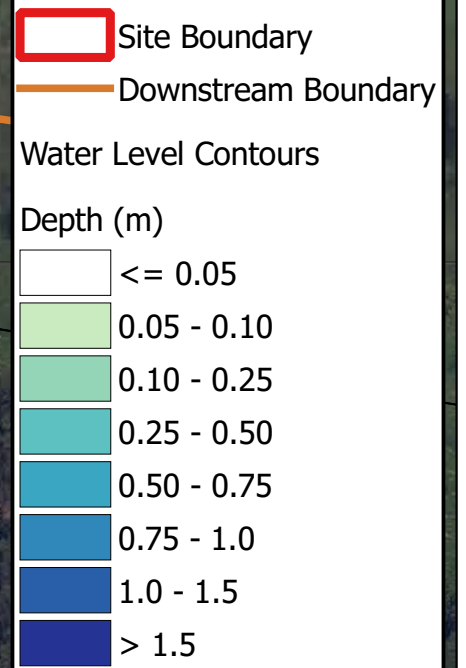 Site Boundary
Downstream Boundary
Water Level Contours
Depth (m)
<= 0.05
0.05 - 0.10
0.10 - 0.25
0.25 - 0.50
0.50 - 0.75
0.75 - 1.0
1.0 - 1.5
> 1.5